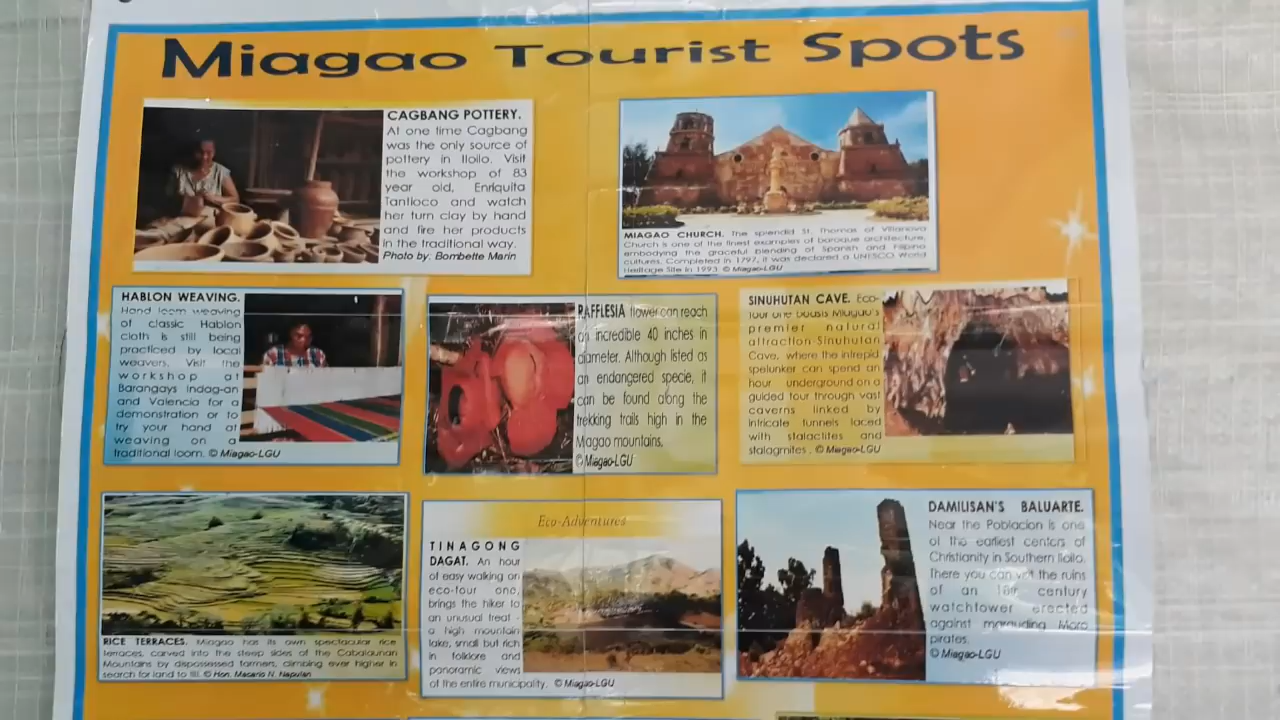 Miagao Tourist Spots
CAGBANG POTTERY.
At one time Cagbang
was the only source of
pottery in Iloilo. Visit
the workshop of 83
year old, Enriquita
Tantioco and watch
her turn clay by hand
and fire her products
in the traditional way.
Photo by: Bombette Marin
MIAGAO CHURCH. The splendid St. Thomas of Villanova
Church is one of the finest examples of baroque architecture,
embodying the graceful blending of Spanish and Filipino
cultures. Completed in 1797, it was declared a UNESCO World
Heritage Site in 1993 © Miagao-LGU
HABLON WEAVING.
Hand loom weaving
of classic Hablon
cloth is still being
practiced by local
weavers. Visit the
workshop at
Barangays Indag-an
and Valencia for a
demonstration or to
try your hand at
weaving on a
traditional loom. © Miagao-LGU
RAFFLESIA flower can reach
an incredible 40 inches in
diameter. Although listed as
an endangered specie, it
can be found along the
trekking trails high in the
Miagao mountains.
© Miagao-LGU
SINUHUTAN CAVE. Eco-
tour one boasts Miagao's
premier natural
attraction-Sinuhutan
Cave, where the intrepid
spelunker can spend an
hour underground on a
guided tour through vast
caverns linked by
intricate tunnels laced
with stalactites and
stalagmites . © Miagao-LGU
RICE TERRACES. Miagao has its own spectacular rice
terraces, carved into the steep sides of the Cabalaunan
Mountains by dispossessed farmers, climbing ever higher in
search for land to till. © Hon. Macario N. Napulan
Eco-Adventures
TINAGONG
DAGAT. An hour
of easy walking on
eco-tour one,
brings the hiker to
an unusual treat -
a high mountain
lake, small but rich
in folklore and
panoramic views
of the entire municipality. © Miagao-LGU
DAMILISAN'S BALUARTE.
Near the Poblacion is one
of the earliest centers of
Christianity in Southern Iloilo.
There you can visit the ruins
of an 18th century
watchtower erected
against marauding Moro
pirates.
© Miagao-LGU